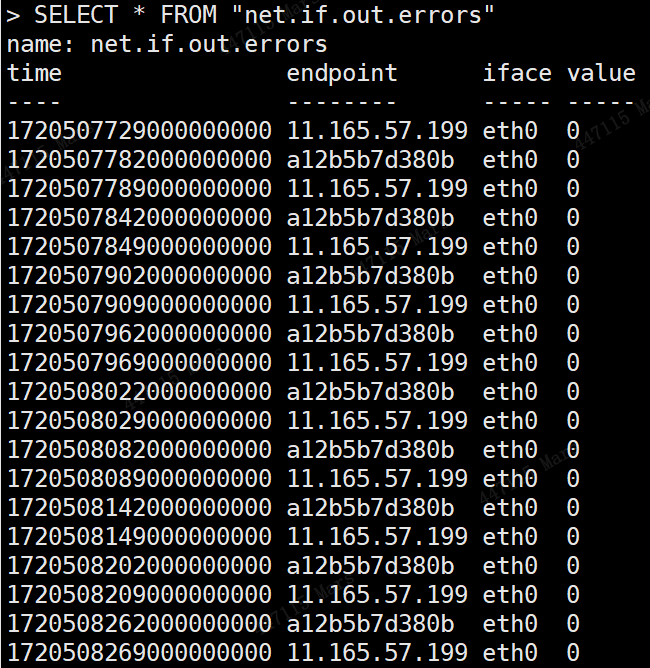 > SELECT * FROM "net.if.out.errors"
name: net.if.out.errors
time endpoint iface value
---- -------- ----- -----
1720507729000000000 11.165.57.199 eth0 0
1720507782000000000 a12b5b7d380b eth0 0
1720507789000000000 11.165.57.199 eth0 0
1720507842000000000 a12b5b7d380b eth0 0
1720507849000000000 11.165.57.199 eth0 0
1720507902000000000 a12b5b7d380b eth0 0
1720507909000000000 11.165.57.199 eth0 0
1720507962000000000 a12b5b7d380b eth0 0
1720507969000000000 11.165.57.199 eth0 0
1720508022000000000 a12b5b7d380b eth0 0
1720508029000000000 11.165.57.199 eth0 0
1720508082000000000 a12b5b7d380b eth0 0
1720508089000000000 11.165.57.199 eth0 0
1720508142000000000 a12b5b7d380b eth0 0
1720508149000000000 11.165.57.199 eth0 0
1720508202000000000 a12b5b7d380b eth0 0
1720508209000000000 11.165.57.199 eth0 0
1720508262000000000 a12b5b7d380b eth0 0
1720508269000000000 11.165.57.199 eth0 0